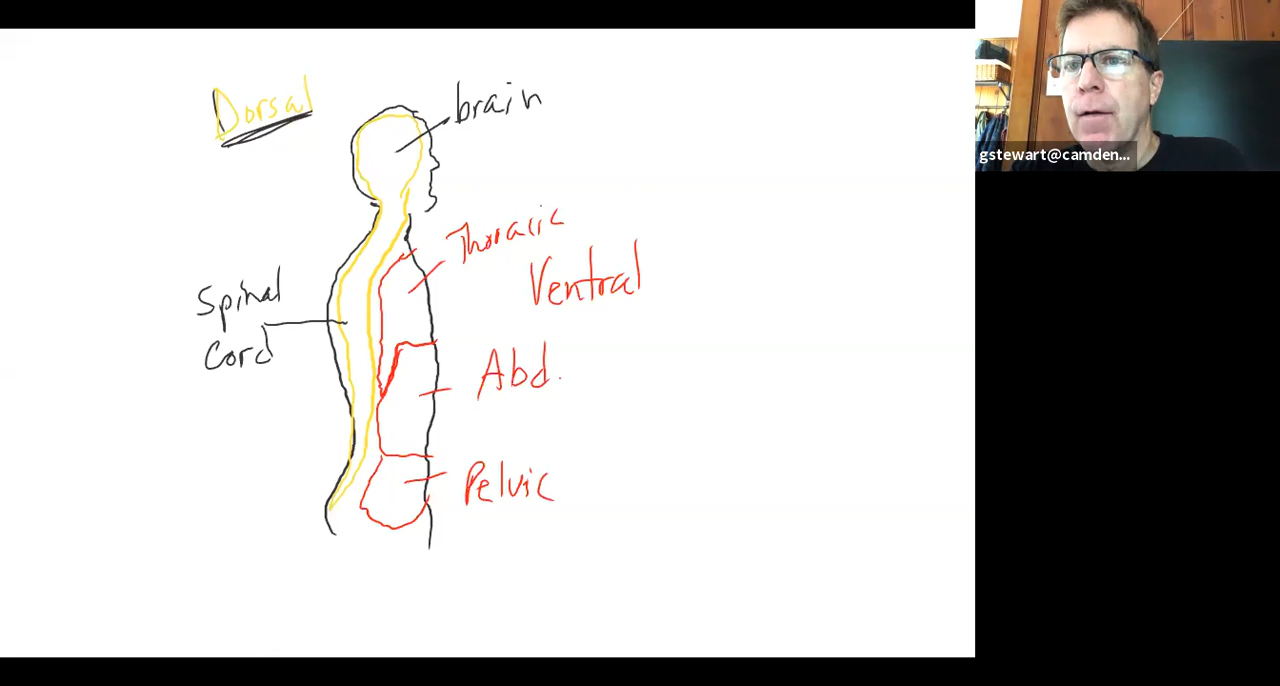 Dorsal
brain
Thoracic
Ventral
Spinal
Cord
Abd.
Pelvic
gstewart@camden...